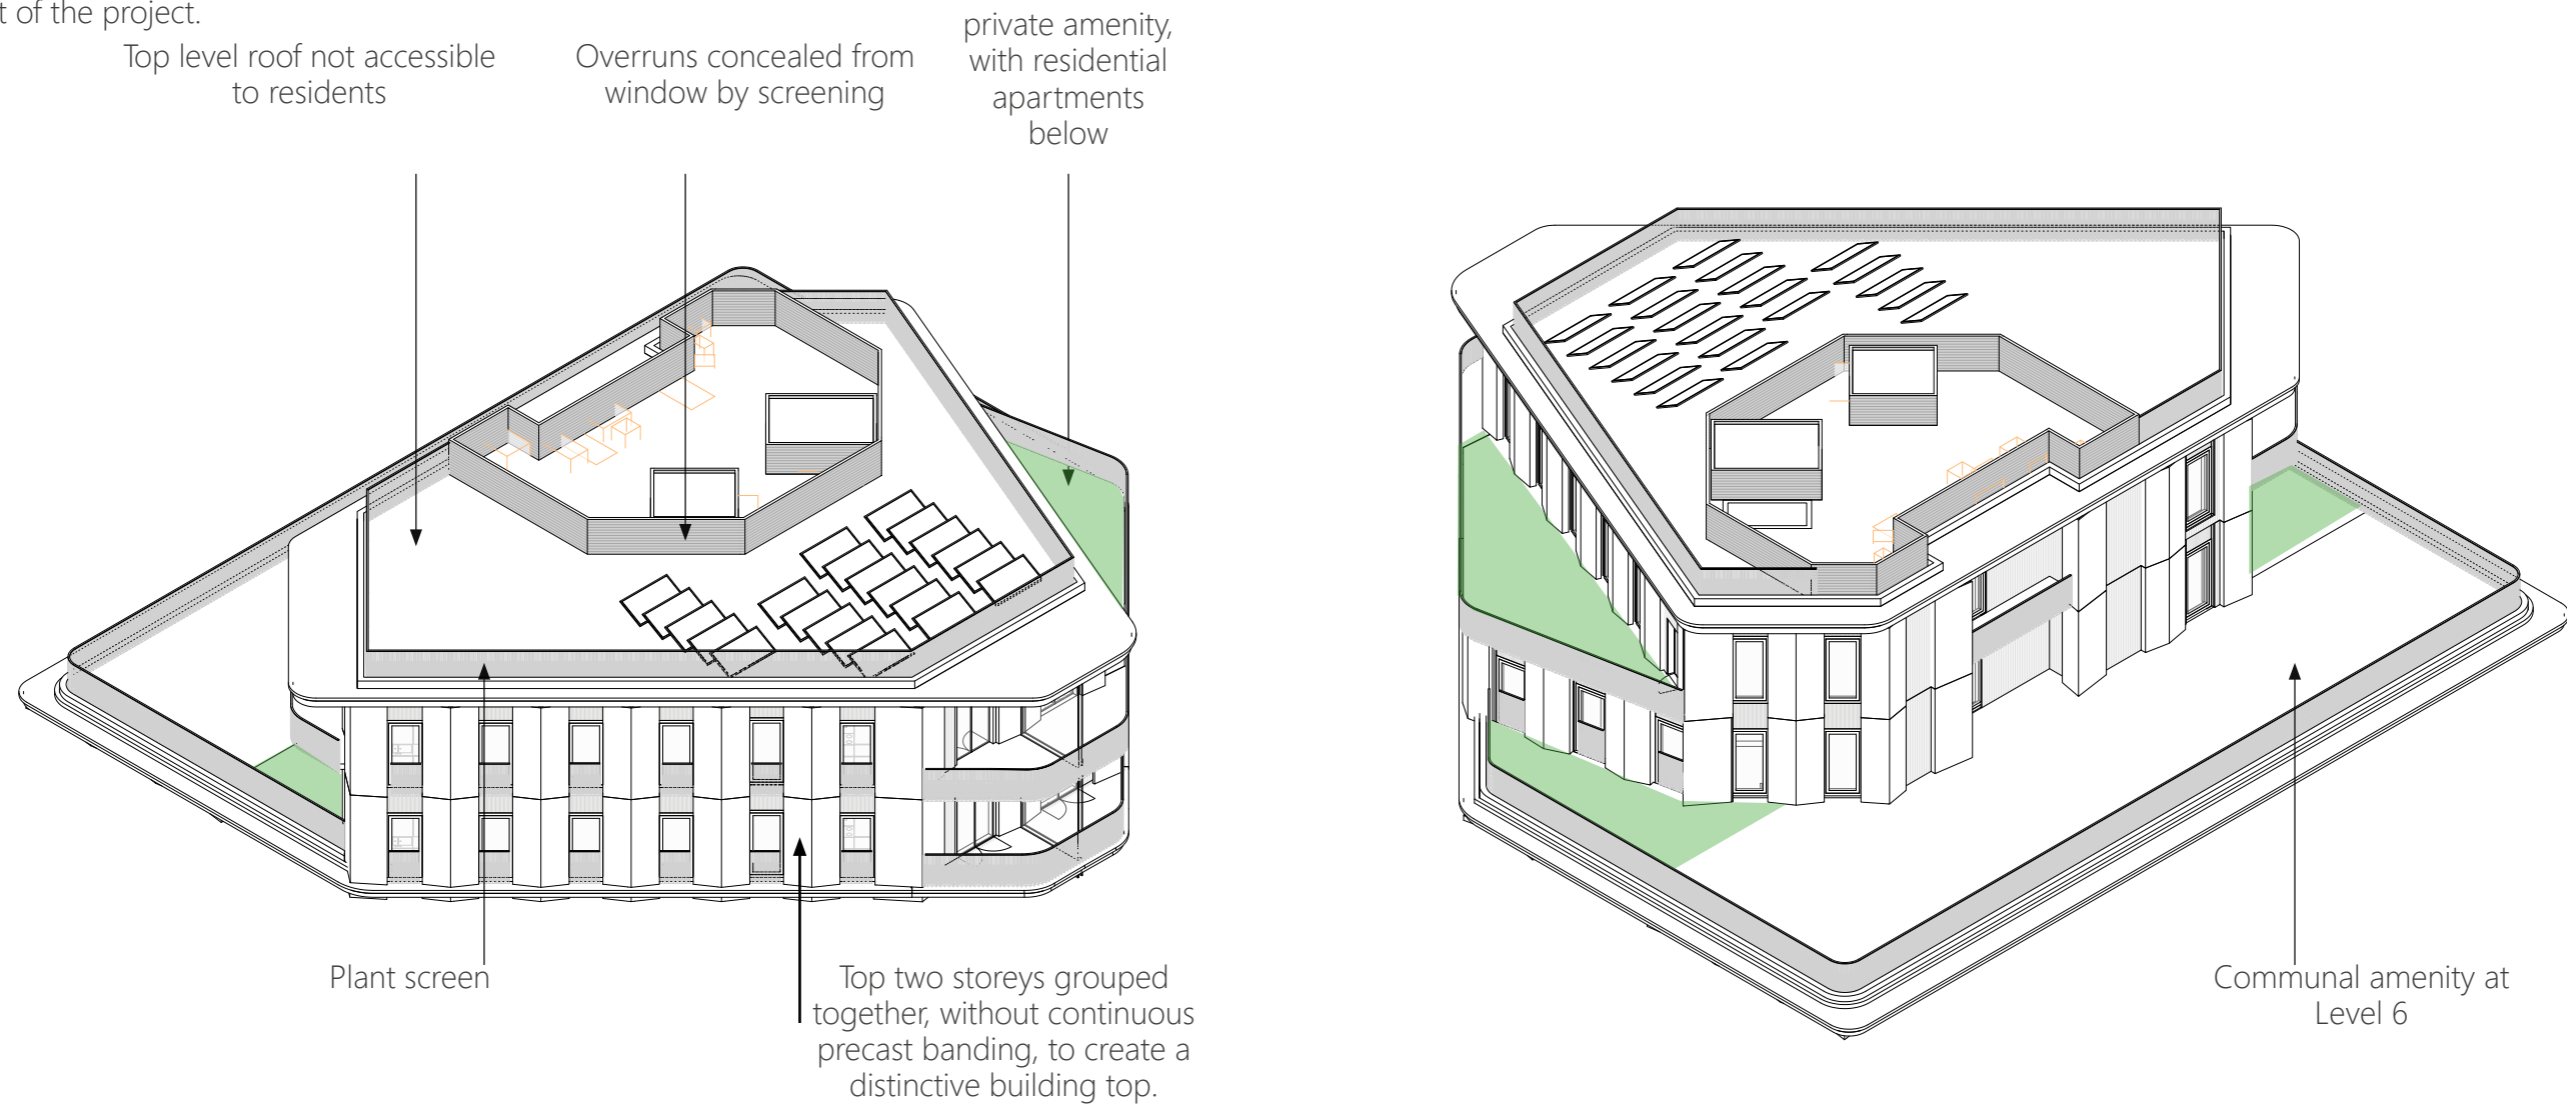 t of the project.
Top level roof not accessible
to residents
Overruns concealed from
window by screening
private amenity,
with residential
apartments
below
Plant screen
Top two storeys grouped
together, without continuous
precast banding, to create a
distinctive building top.
Communal amenity at
Level 6